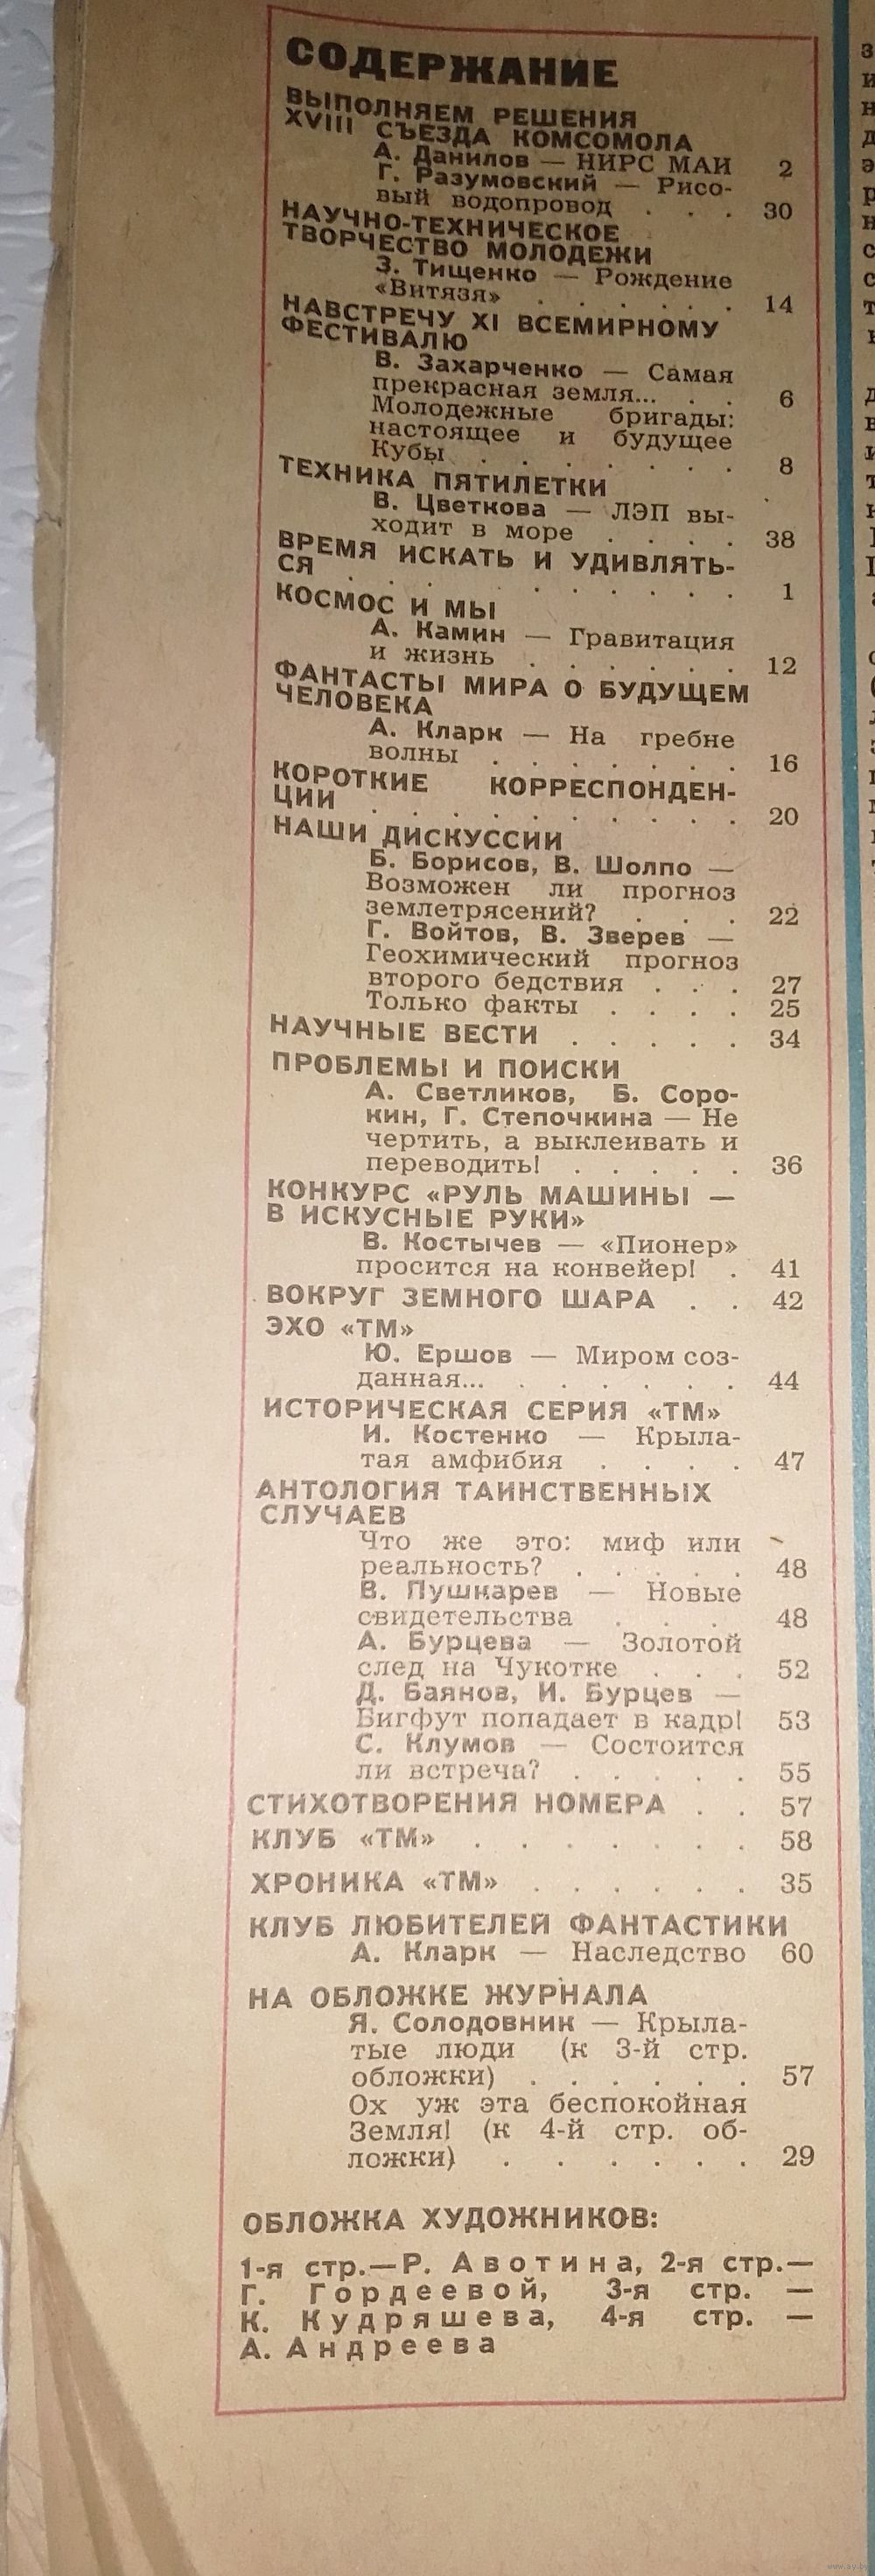 СОДЕРЖАНИЕ
ВЫПОЛНЯЕМ РЕШЕНИЯ
XVIII СЪЕЗДА КОМСОМОЛА
А. Данилов — НИРС МАИ 2
Г. Разумовский — Рисо-
вый водопровод . . . 30
НАУЧНО-ТЕХНИЧЕСКОЕ
ТВОРЧЕСТВО МОЛОДЕЖИ
З. Тищенко — Рождение
«Витязя» . . . . . . 14
НАВСТРЕЧУ XI ВСЕМИРНОМУ
ФЕСТИВАЛЮ
В. Захарченко — Самая
прекрасная земля... . . 6
Молодежные бригады:
настоящее и будущее
Кубы . . . . . . . 8
ТЕХНИКА ПЯТИЛЕТКИ
В. Цветкова — ЛЭП вы-
ходит в море . . . . 38
ВРЕМЯ ИСКАТЬ И УДИВЛЯТЬ-
СЯ . . . . . . . . 1
КОСМОС И МЫ
А. Камин — Гравитация
и жизнь . . . . . . 12
ФАНТАСТЫ МИРА О БУДУЩЕМ
ЧЕЛОВЕКА
А. Кларк — На гребне
волны . . . . . . . 16
КОРОТКИЕ КОРРЕСПОНДЕН-
ЦИИ . . . . . . . . . 20
НАШИ ДИСКУССИИ
Б. Борисов, В. Шолпо —
Возможен ли прогноз
землетрясений? . . . 22
Г. Войтов, В. Зверев —
Геохимический прогноз
второго бедствия . . . 27
Только факты . . . . 25
НАУЧНЫЕ ВЕСТИ . . . . . 34
ПРОБЛЕМЫ И ПОИСКИ
А. Светликов, Б. Соро-
кин, Г. Степочкина — Не
чертить, а выклеивать и
переводить! . . . . . 36
КОНКУРС «РУЛЬ МАШИНЫ —
В ИСКУСНЫЕ РУКИ»
В. Костычев — «Пионер»
просится на конвейер! . 41
ВОКРУГ ЗЕМНОГО ШАРА . . 42
ЭХО «ТМ»
Ю. Ершов — Миром соз-
данная... . . . . . . 44
ИСТОРИЧЕСКАЯ СЕРИЯ «ТМ»
И. Костенко — Крыла-
тая амфибия . . . . 47
АНТОЛОГИЯ ТАИНСТВЕННЫХ
СЛУЧАЕВ
Что же это: миф или
реальность? . . . . . 48
В. Пушкарев — Новые
свидетельства . . . 48
А. Бурцева — Золотой
след на Чукотке . . . 52
Д. Баянов, И. Бурцев —
Бигфут попадает в кадр! 53
С. Клумов — Состоится
ли встреча? . . . . . 55
СТИХОТВОРЕНИЯ НОМЕРА . . 57
КЛУБ «ТМ» . . . . . . . 58
ХРОНИКА «ТМ» . . . . . . 35
КЛУБ ЛЮБИТЕЛЕЙ ФАНТАСТИКИ
А. Кларк — Наследство 60
НА ОБЛОЖКЕ ЖУРНАЛА
Я. Солодовник — Крыла-
тые люди (к 3-й стр.
обложки) . . . . . . 57
Ох уж эта беспокойная
Земля! (к 4-й стр. об-
ложки) . . . . . . 29
ОБЛОЖКА ХУДОЖНИКОВ:
1-я стр.—Р. Авотина, 2-я стр.—
Г. Гордеевой, 3-я стр. —
К. Кудряшева, 4-я стр. —
А. Андреева